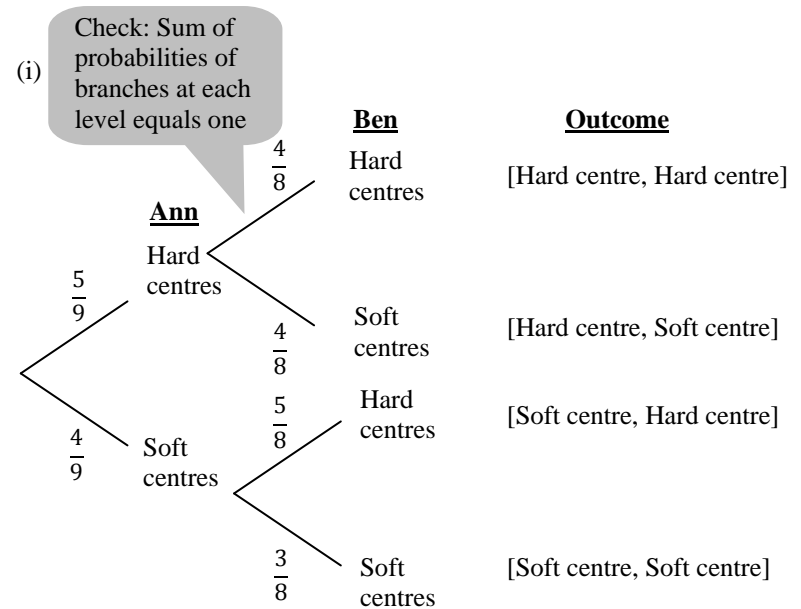 (i)
Check: Sum of
probabilities of
branches at each
level equals one
Ben
Outcome
4/8
Hard
centres
[Hard centre, Hard centre]
Ann
Hard
centres
5/9
4/8
Soft
centres
[Hard centre, Soft centre]
4/9
Soft
centres
5/8
Hard
centres
[Soft centre, Hard centre]
3/8
Soft
centres
[Soft centre, Soft centre]